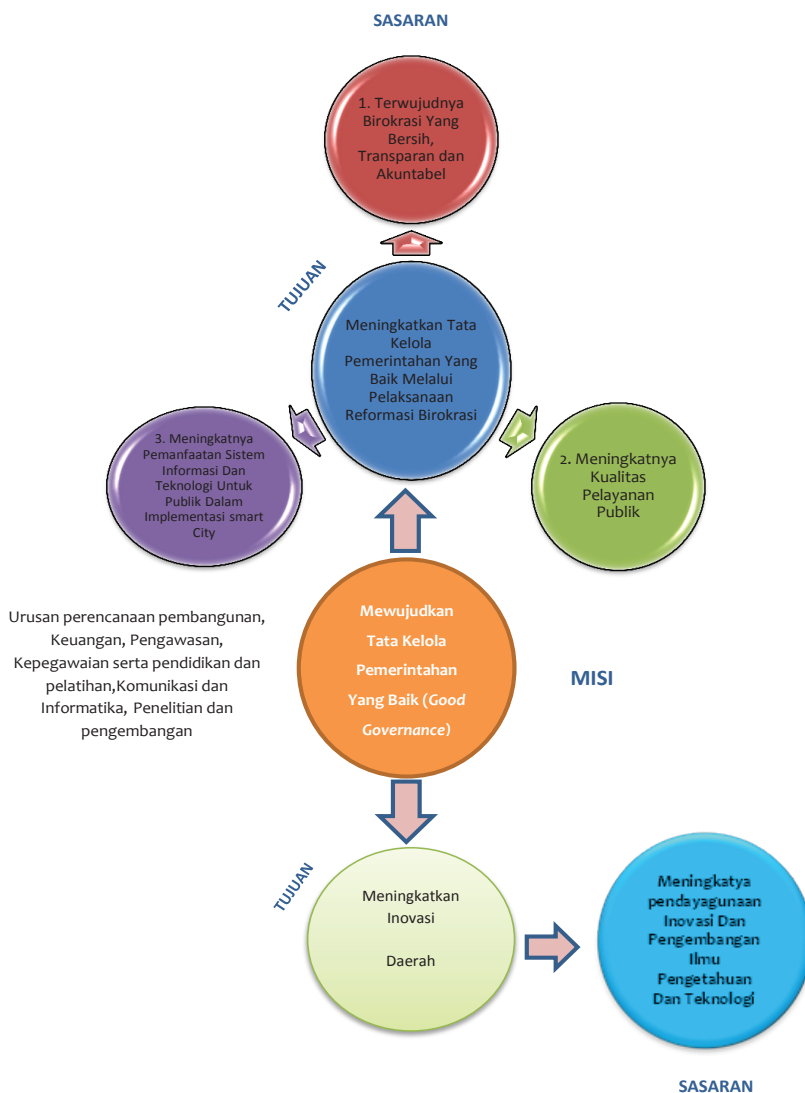 SASARAN
1. Terwujudnya
Birokrasi Yang
Bersih,
Transparan dan
Akuntabel
TUJUAN
Meningkatkan Tata
Kelola
Pemerintahan Yang
Baik Melalui
Pelaksanaan
Reformasi Birokrasi
3. Meningkatnya
Pemanfaatan Sistem
Informasi Dan
Teknologi Untuk
Publik Dalam
Implementasi smart
City
2. Meningkatnya
Kualitas
Pelayanan
Publik
Urusan perencanaan pembangunan,
Keuangan, Pengawasan,
Kepegawaian serta pendidikan dan
pelatihan,Komunikasi dan
Informatika, Penelitian dan
pengembangan
Mewujudkan
Tata Kelola
Pemerintahan
Yang Baik (Good
Governance)
MISI
TUJUAN
Meningkatkan
Inovasi
Daerah
Meningkatya
pendayagunaan
Inovasi Dan
Pengembangan
Ilmu
Pengetahuan
Dan Teknologi
SASARAN